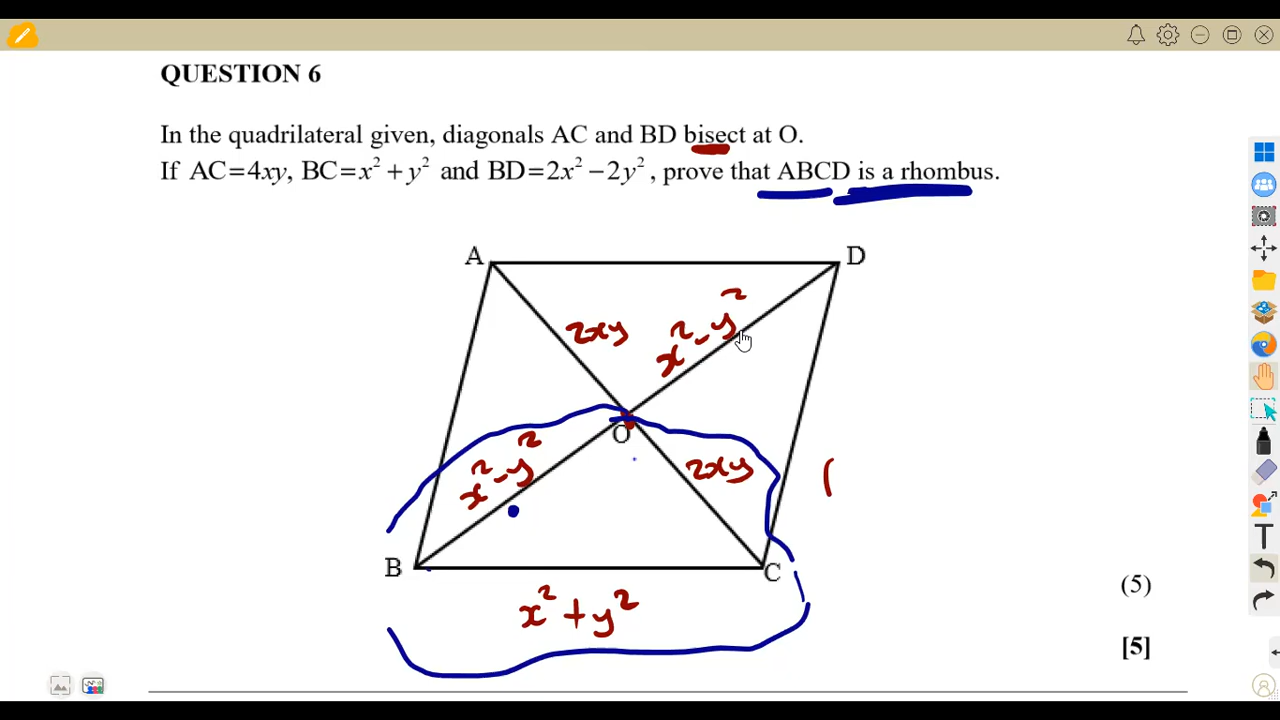 QUESTION 6
In the quadrilateral given, diagonals AC and BD bisect at O.
If AC=4xy, BC=x²+y² and BD=2x²−2y², prove that ABCD is a rhombus.
A
D
2xy
x²-y²
O
x²-y²
2xy
(
B
C
x²+y²
(5)
[5]
T